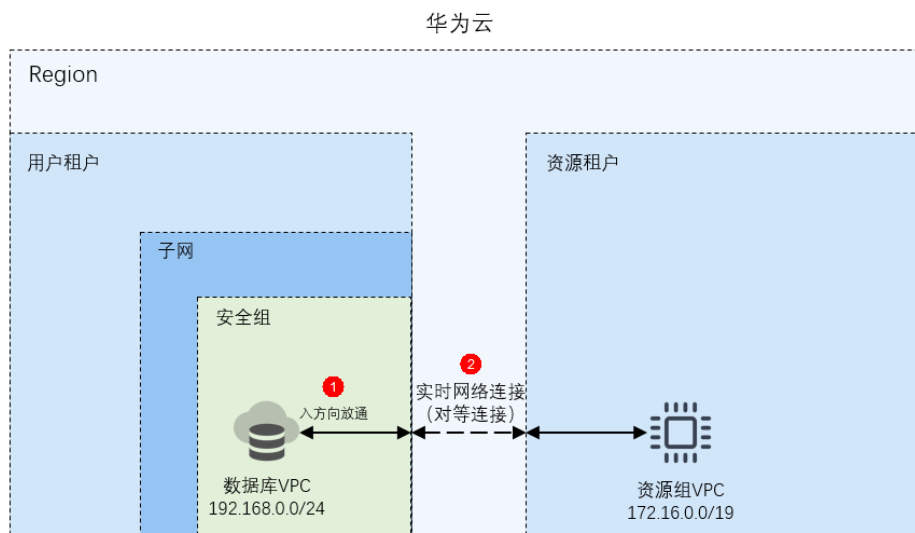 华为云
Region
用户租户
资源租户
子网
安全组
1
2
入方向放通
实时网络连接
（对等连接）
数据库VPC
192.168.0.0/24
资源组VPC
172.16.0.0/19